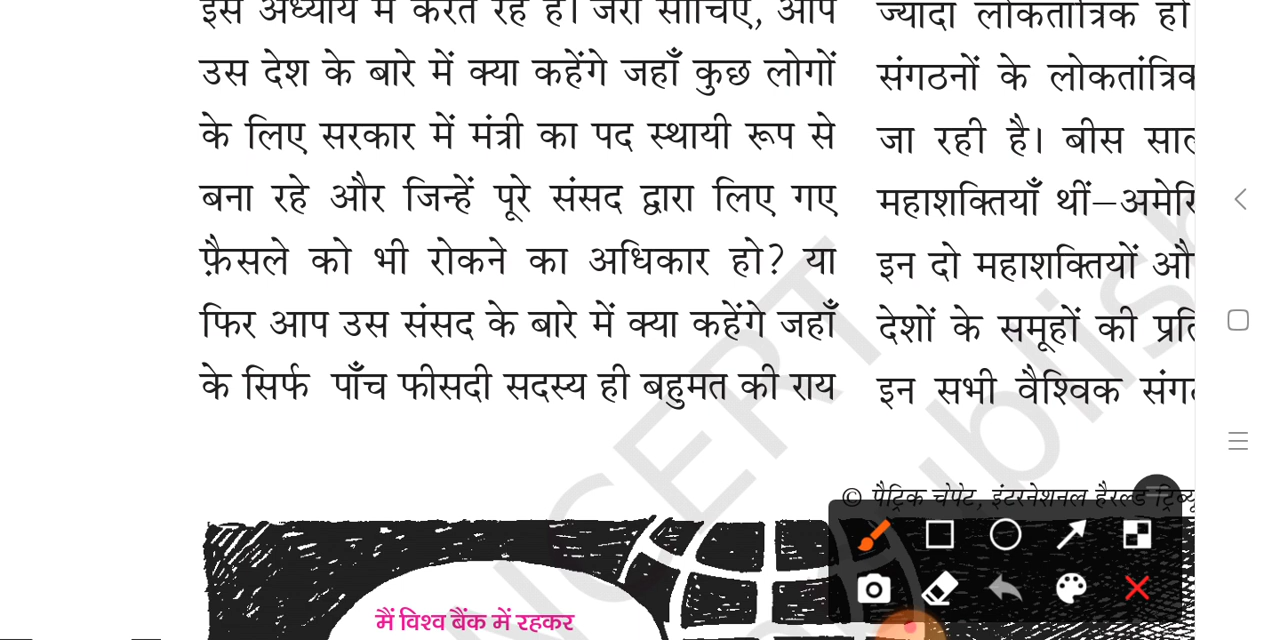 इस अध्याय में करते रहे हैं। जरा सोचिए, आप
उस देश के बारे में क्या कहेंगे जहाँ कुछ लोगों
के लिए सरकार में मंत्री का पद स्थायी रूप से
बना रहे और जिन्हें पूरे संसद द्वारा लिए गए
फ़ैसले को भी रोकने का अधिकार हो? या
फिर आप उस संसद के बारे में क्या कहेंगे जहाँ
के सिर्फ पाँच फीसदी सदस्य ही बहुमत की राय
ज्यादा लोकतांत्रिक हो
संगठनों के लोकतांत्रिक
जा रही है। बीस
महाशक्तियाँ थीं–
इन दो महाशक्तियों
देशों के समूहों की
इन सभी वैश्विक
© पैट्रिक चेपेट, इंटरनेशनल हैरल्ड
मैं विश्व बैंक में रहकर
NCERT